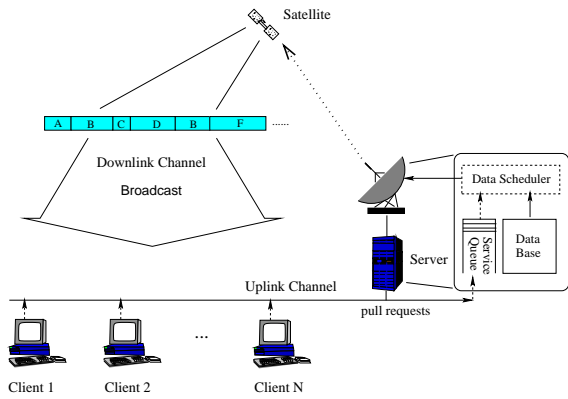 Satellite
A B C D B F ......
Downlink Channel
Broadcast
Data Scheduler
Service
Queue
Data
Base
Server
Uplink Channel
pull requests
...
Client 1
Client 2
Client N